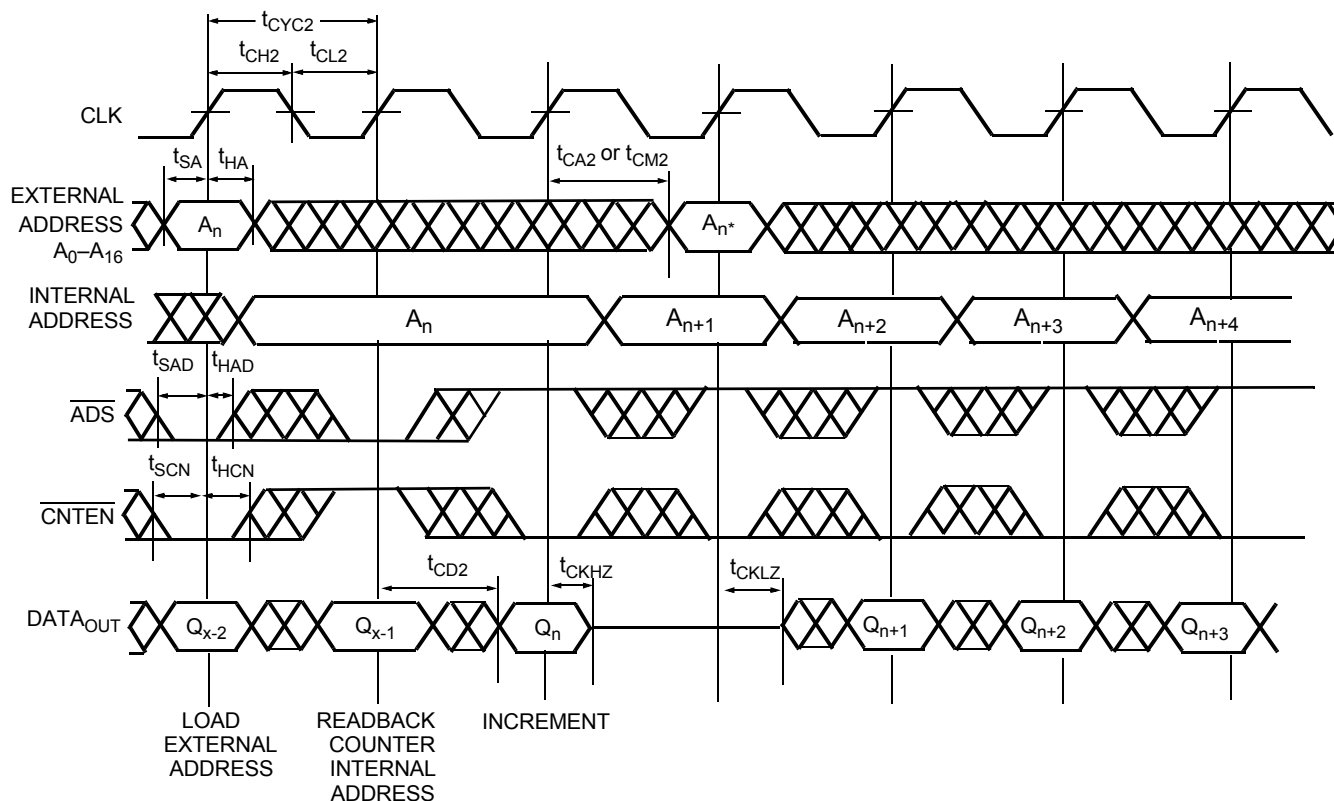 tCYC2
tCH2 tCL2
CLK
tSA tHA
tCA2 or tCM2
EXTERNAL
ADDRESS
A0–A16
An
An*
INTERNAL
ADDRESS
An An+1 An+2 An+3 An+4
tSAD tHAD
ADS
tSCN tHCN
CNTEN
tCD2 tCKHZ tCKLZ
DATAOUT
Qx-2 Qx-1 Qn Qn+1 Qn+2 Qn+3
LOAD
EXTERNAL
ADDRESS
READBACK
COUNTER
INTERNAL
ADDRESS
INCREMENT